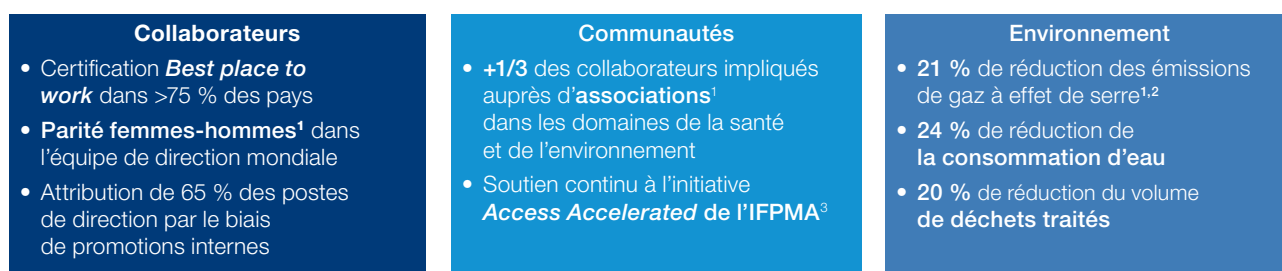 Collaborateurs
• Certification Best place to
work dans >75 % des pays
• Parité femmes-hommes¹ dans
l'équipe de direction mondiale
• Attribution de 65 % des postes
de direction par le biais
de promotions internes
Communautés
• +1/3 des collaborateurs impliqués
auprès d'associations¹
dans les domaines de la santé
et de l'environnement
• Soutien continu à l'initiative
Access Accelerated de l'IFPMA³
Environnement
• 21 % de réduction des émissions
de gaz à effet de serre¹,²
• 24 % de réduction de
la consommation d'eau
• 20 % de réduction du volume
de déchets traités